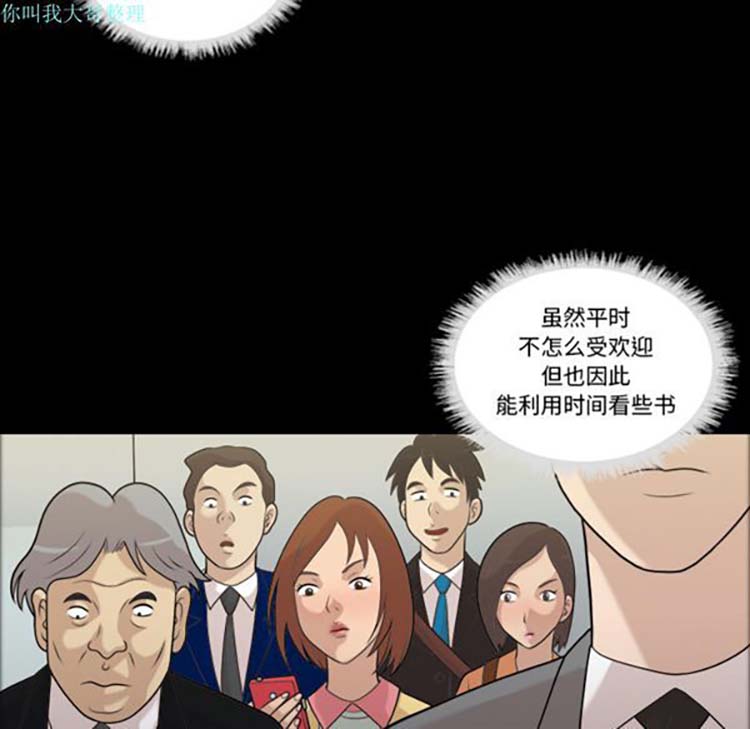 你叫我大哥整理
虽然平时
不怎么受欢迎
但也因此
能利用时间看些书